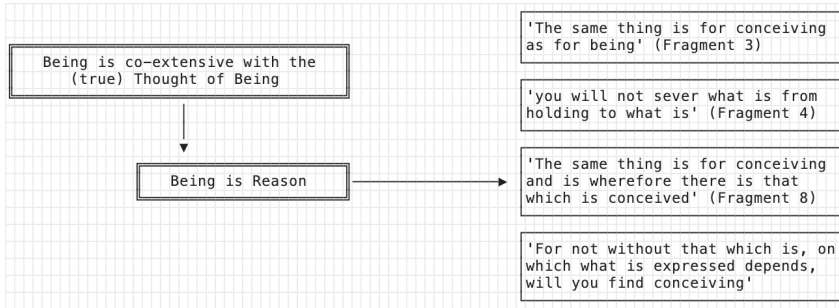 Being is co-extensive with the
(true) Thought of Being
Being is Reason
'The same thing is for conceiving
as for being' (Fragment 3)
'you will not sever what is from
holding to what is' (Fragment 4)
'The same thing is for conceiving
and is wherefore there is that
which is conceived' (Fragment 8)
'For not without that which is, on
which what is expressed depends,
will you find conceiving'